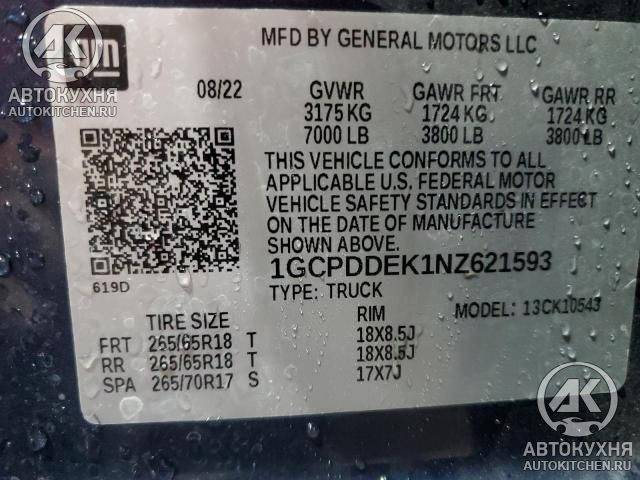 gm
MFD BY GENERAL MOTORS LLC
08/22 GVWR GAWR FRT GAWR RR
3175 KG 1724 KG 1724 KG
7000 LB 3800 LB 3800 LB
THIS VEHICLE CONFORMS TO ALL
APPLICABLE U.S. FEDERAL MOTOR
VEHICLE SAFETY STANDARDS IN EFFECT
ON THE DATE OF MANUFACTURE
SHOWN ABOVE.
619D
1GCPDDEK1NZ621593
TYPE: TRUCK MODEL: 13CK10543
TIRE SIZE RIM
FRT 265/65R18 T 18X8.5J
RR 265/65R18 T 18X8.5J
SPA 265/70R17 S 17X7J
АК
АВТОКУХНЯ
AUTOKITCHEN.RU
АК
АВТОКУХНЯ
AUTOKITCHEN.RU